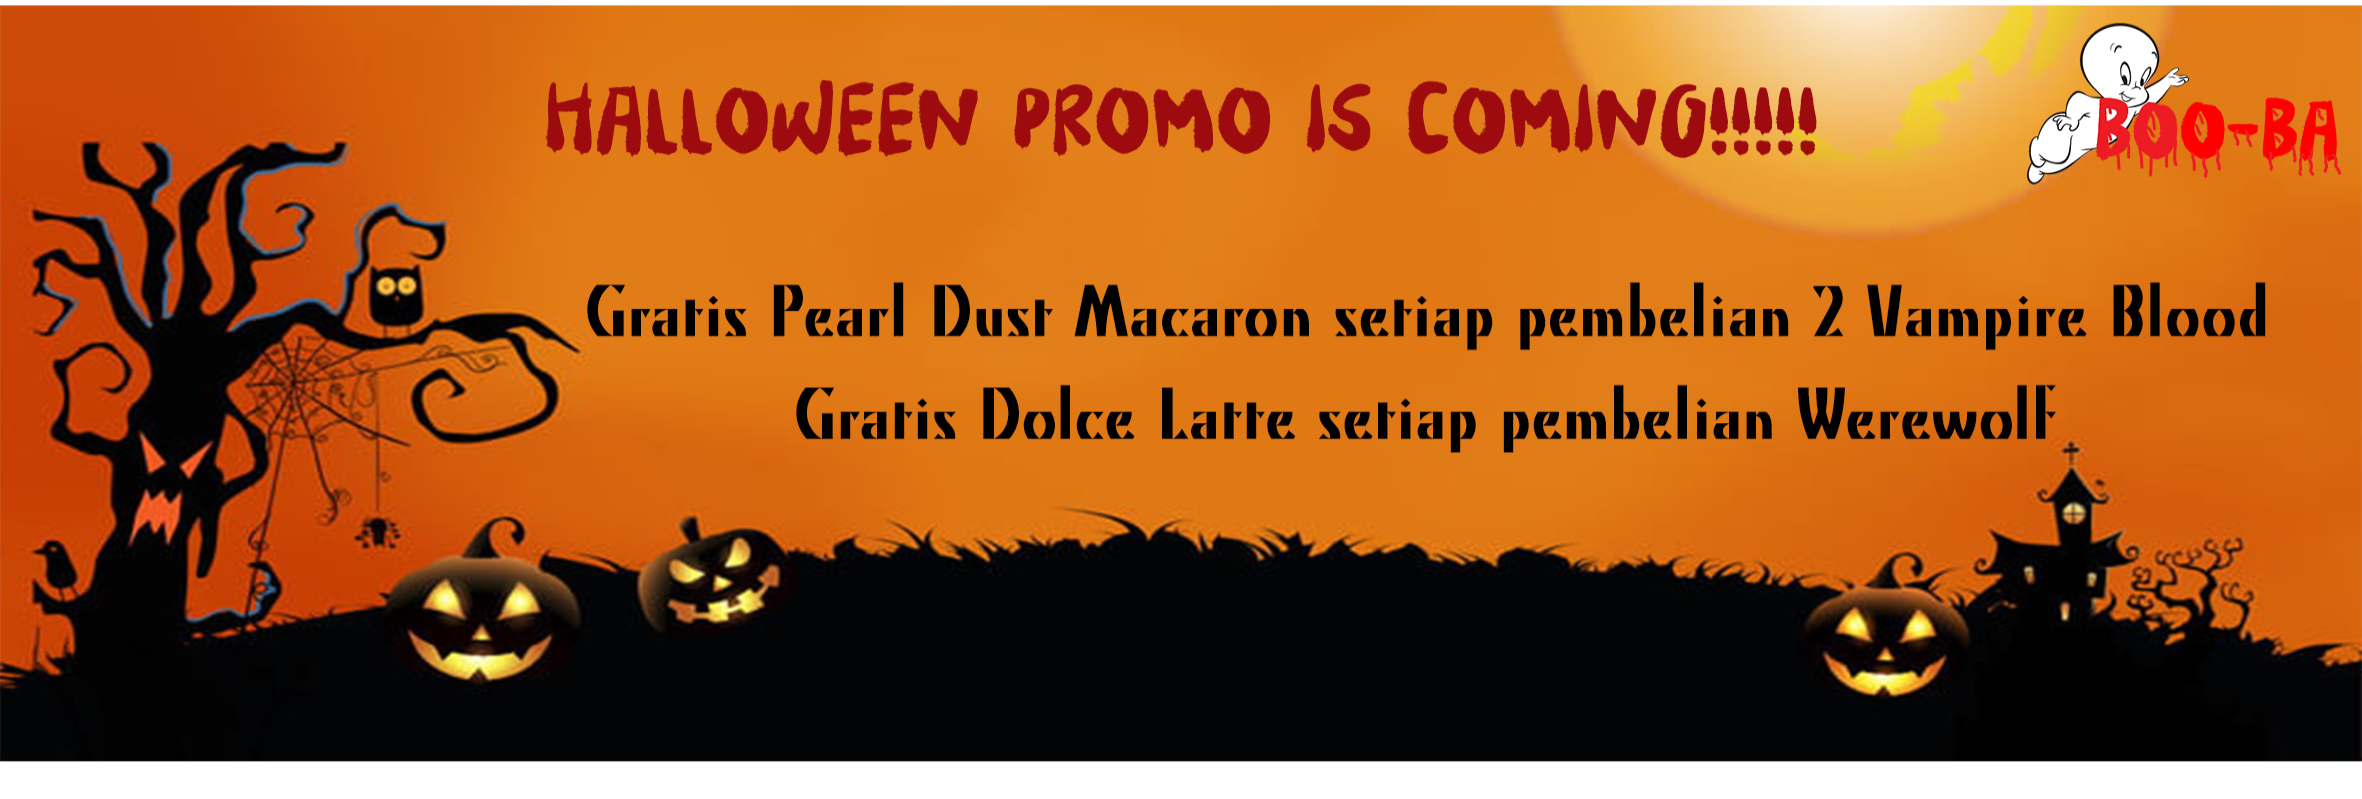 HALLOWEEN PROMO IS COMING!!!!!
BOO-BA
Gratis Pearl Dust Macaron setiap pembelian 2 Vampire Blood
Gratis Dolce Latte setiap pembelian Werewolf